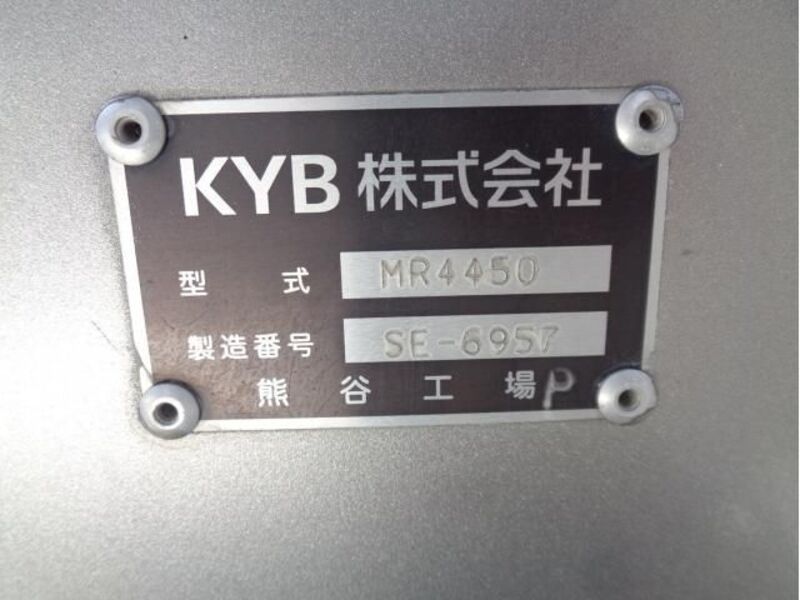 KYB 株式会社
型 式 MR4450
製造番号 SE-6957
熊 谷 工 場 P